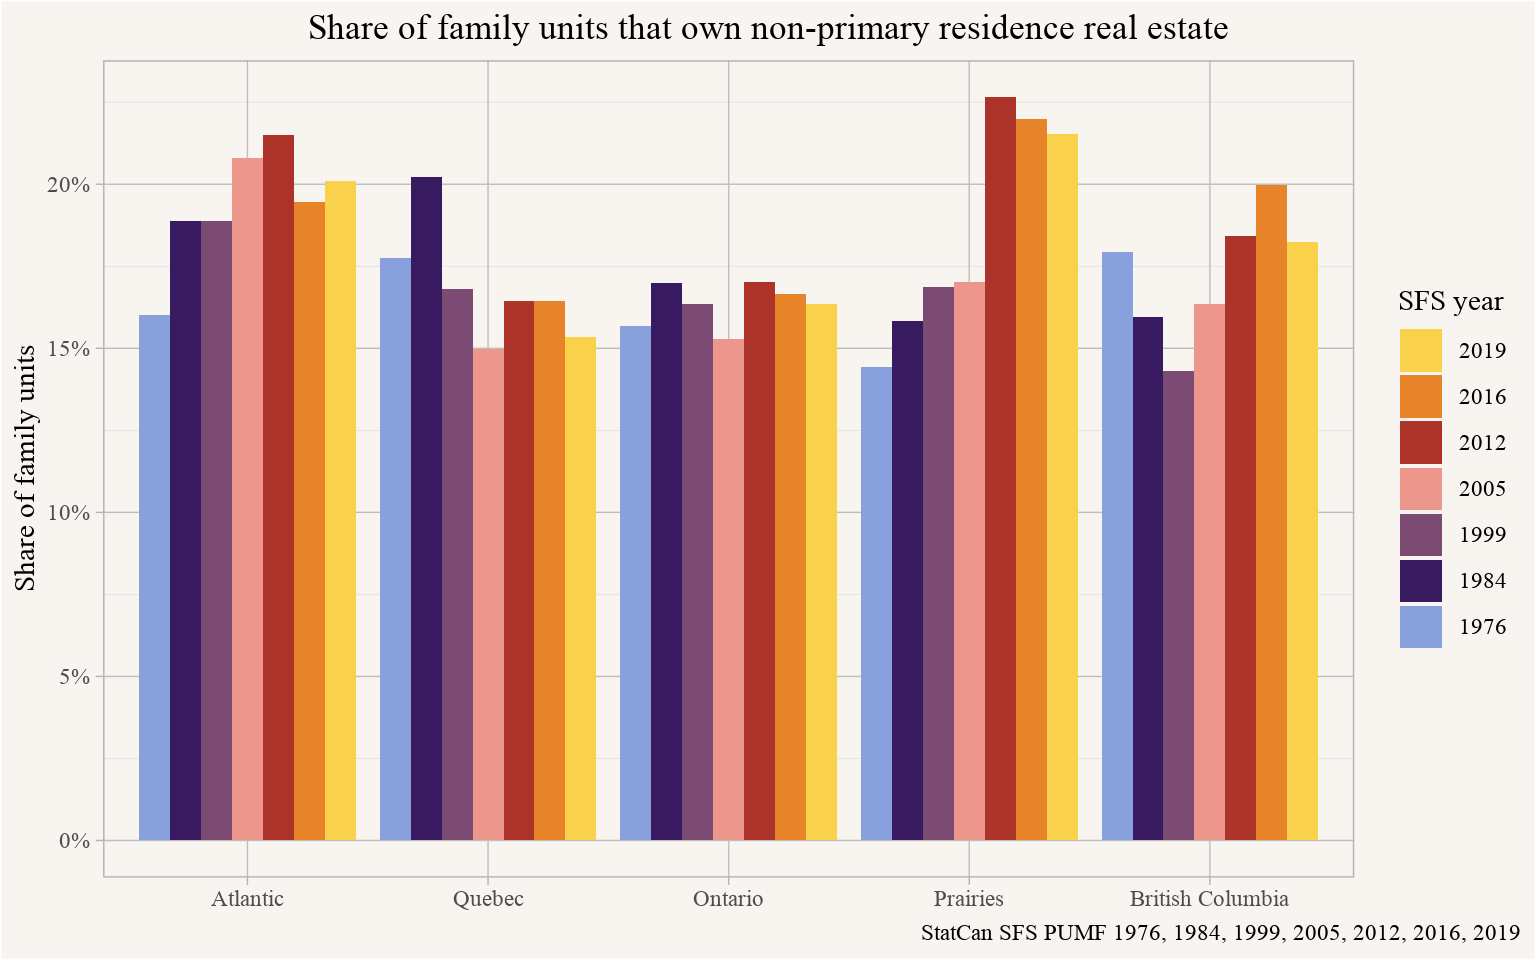 Share of family units that own non-primary residence real estate
Share of family units
20%
15%
10%
5%
0%
Atlantic
Quebec
Ontario
Prairies
British Columbia
SFS year
2019
2016
2012
2005
1999
1984
1976
StatCan SFS PUMF 1976, 1984, 1999, 2005, 2012, 2016, 2019